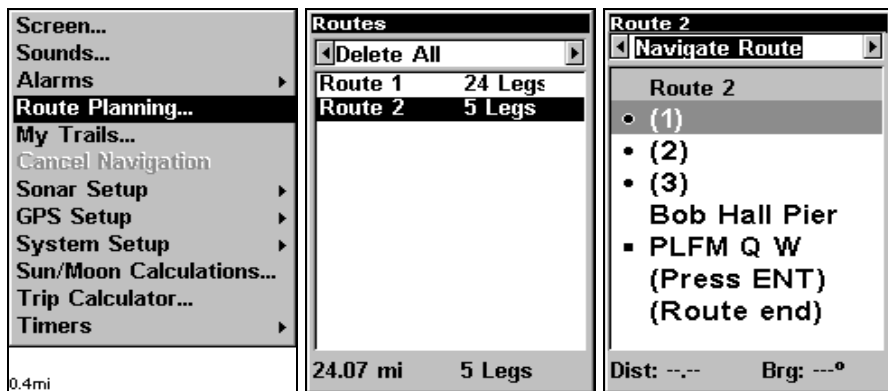 Screen...
Sounds...
Alarms
Route Planning...
My Trails...
Cancel Navigation
Sonar Setup
GPS Setup
System Setup
Sun/Moon Calculations...
Trip Calculator...
Timers
0.4mi
Routes
Delete All
Route 1 24 Legs
Route 2 5 Legs
24.07 mi 5 Legs
Route 2
Navigate Route
Route 2
(1)
(2)
(3)
Bob Hall Pier
PLFM Q W
(Press ENT)
(Route end)
Dist: --.-- Brg: ---º